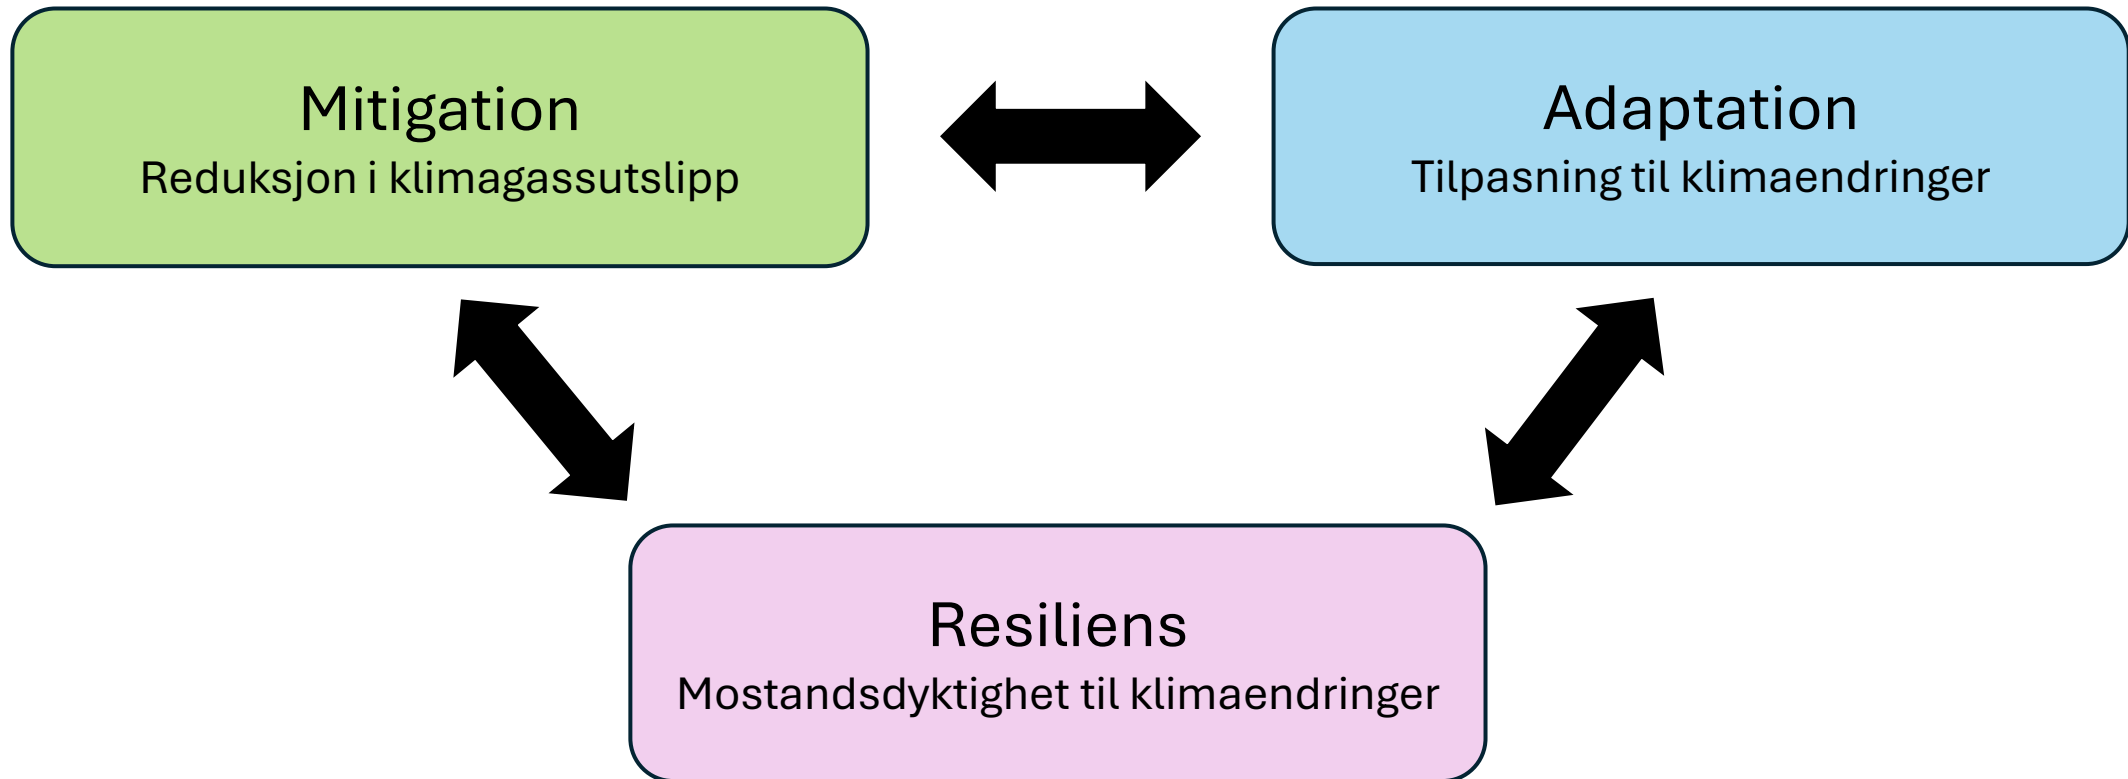 Mitigation
Reduksjon i klimagassutslipp
Adaptation
Tilpasning til klimaendringer
Resiliens
Mostandsdyktighet til klimaendringer